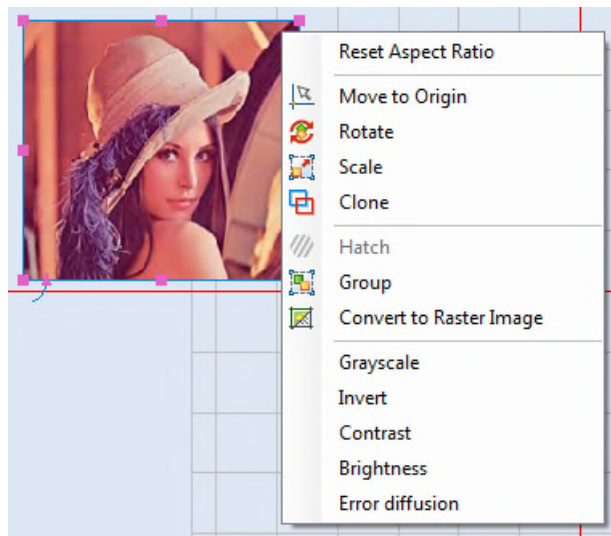 Reset Aspect Ratio
Move to Origin
Rotate
Scale
Clone
Hatch
Group
Convert to Raster Image
Grayscale
Invert
Contrast
Brightness
Error diffusion